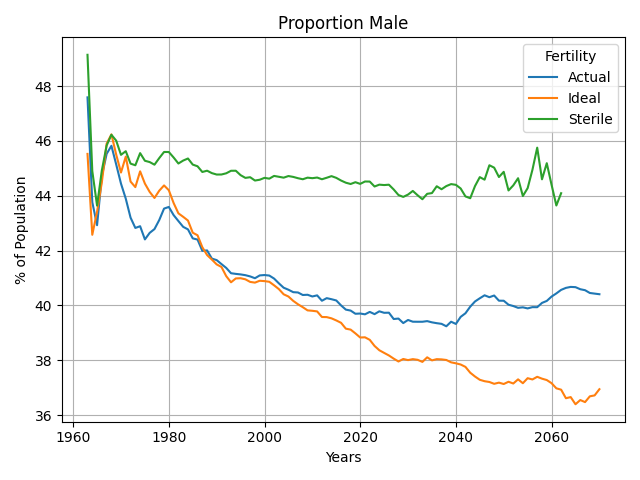 Proportion Male
Fertility
Actual
Ideal
Sterile
% of Population
48
46
44
42
40
38
36
1960
1980
2000
2020
2040
2060
Years